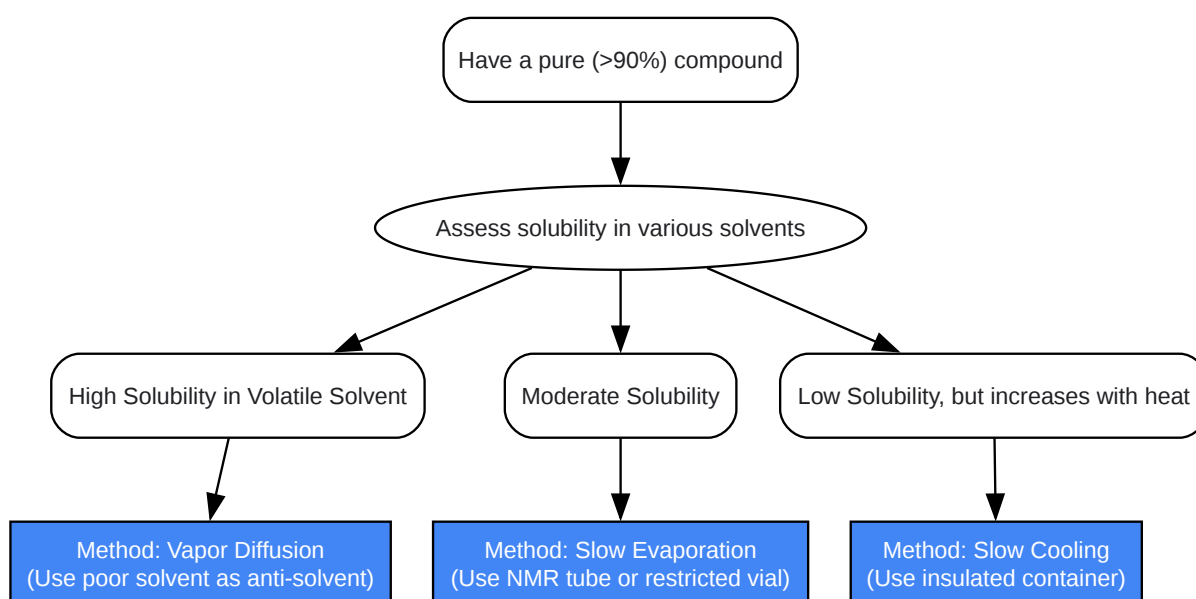 Have a pure (>90%) compound
Assess solubility in various solvents
High Solubility in Volatile Solvent
Moderate Solubility
Low Solubility, but increases with heat
Method: Vapor Diffusion
(Use poor solvent as anti-solvent)
Method: Slow Evaporation
(Use NMR tube or restricted vial)
Method: Slow Cooling
(Use insulated container)